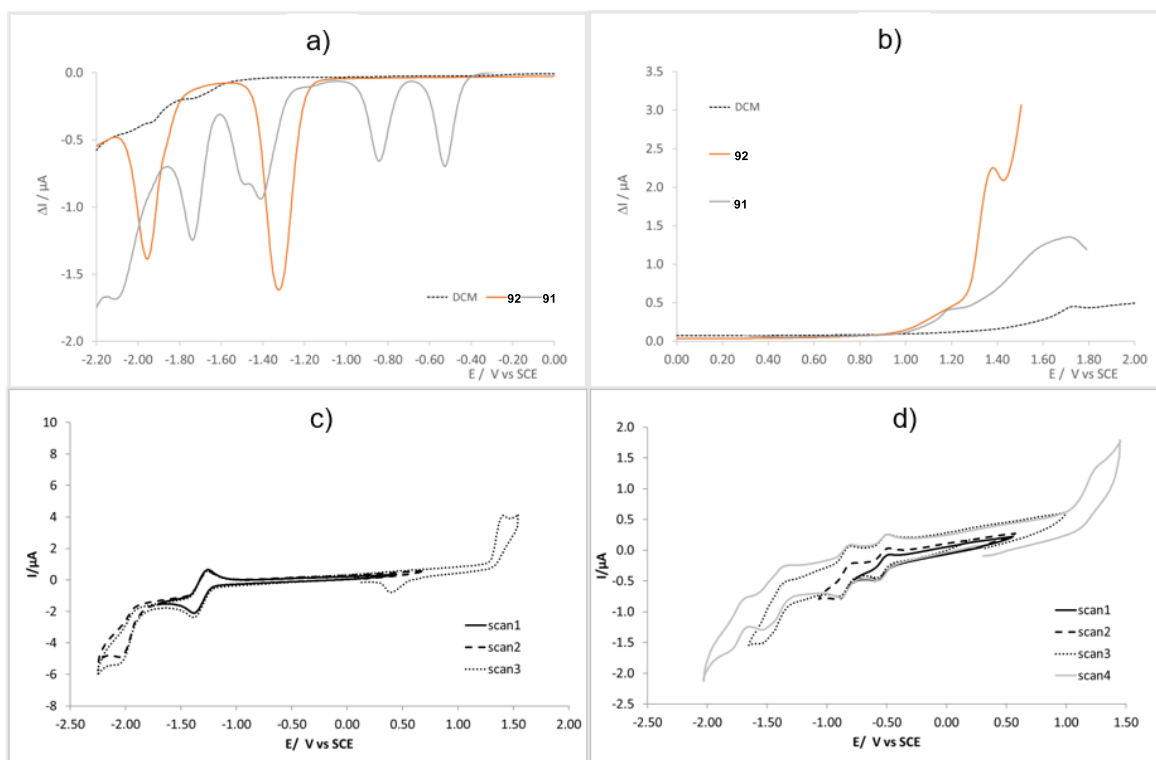 a)
0.0
-0.5
-1.0
-1.5
-2.0
ΔI / µA
DCM 92 91
-2.20 -2.00 -1.80 -1.60 -1.40 -1.20 -1.00 -0.80 -0.60 -0.40 -0.20 0.00
E / V vs SCE
b)
3.5
3.0
2.5
2.0
1.5
1.0
0.5
0.0
ΔI / µA
DCM
92
91
0.00 0.20 0.40 0.60 0.80 1.00 1.20 1.40 1.60 1.80 2.00
E / V vs SCE
c)
10
8
6
4
2
0
-2
-4
-6
-8
I/µA
scan1
scan2
scan3
-2.50 -2.00 -1.50 -1.00 -0.50 0.00 0.50 1.00 1.50 2.00
E/ V vs SCE
d)
2.0
1.5
1.0
0.5
0.0
-0.5
-1.0
-1.5
-2.0
-2.5
I/µA
scan1
scan2
scan3
scan4
-2.50 -2.00 -1.50 -1.00 -0.50 0.00 0.50 1.00 1.50
E/ V vs SCE